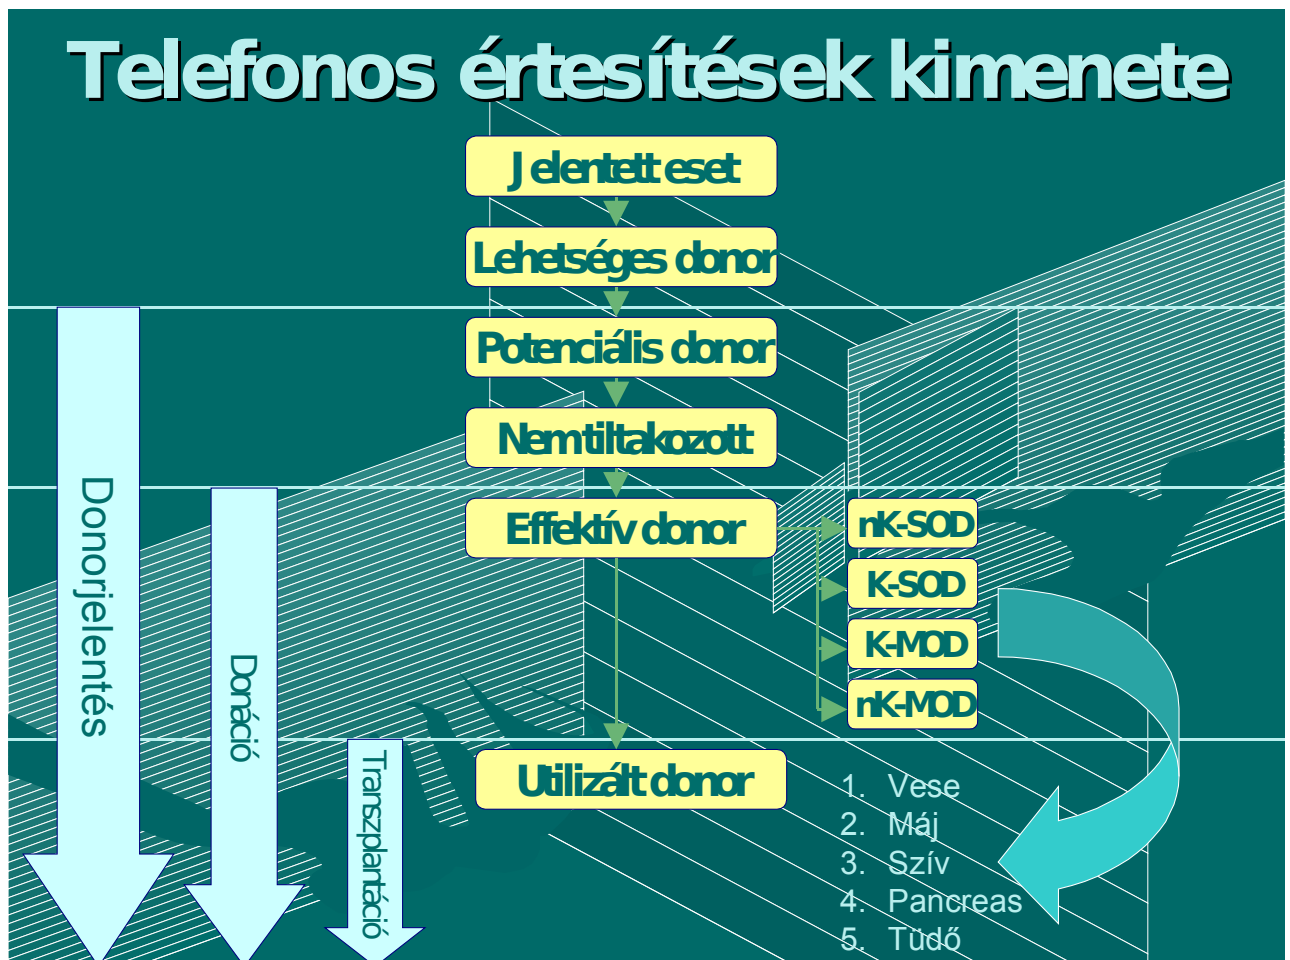 Telefonos értesítések kimenete
Jelentett eset
Lehetséges donor
Potenciális donor
Nem tiltakozott
Effektív donor
nK-SOD
K-SOD
K-MOD
nK-MOD
Utilizált donor
Donorjelentés
Donáció
Transzplantáció
1. Vese
2. Máj
3. Szív
4. Pancreas
5. Tüdő